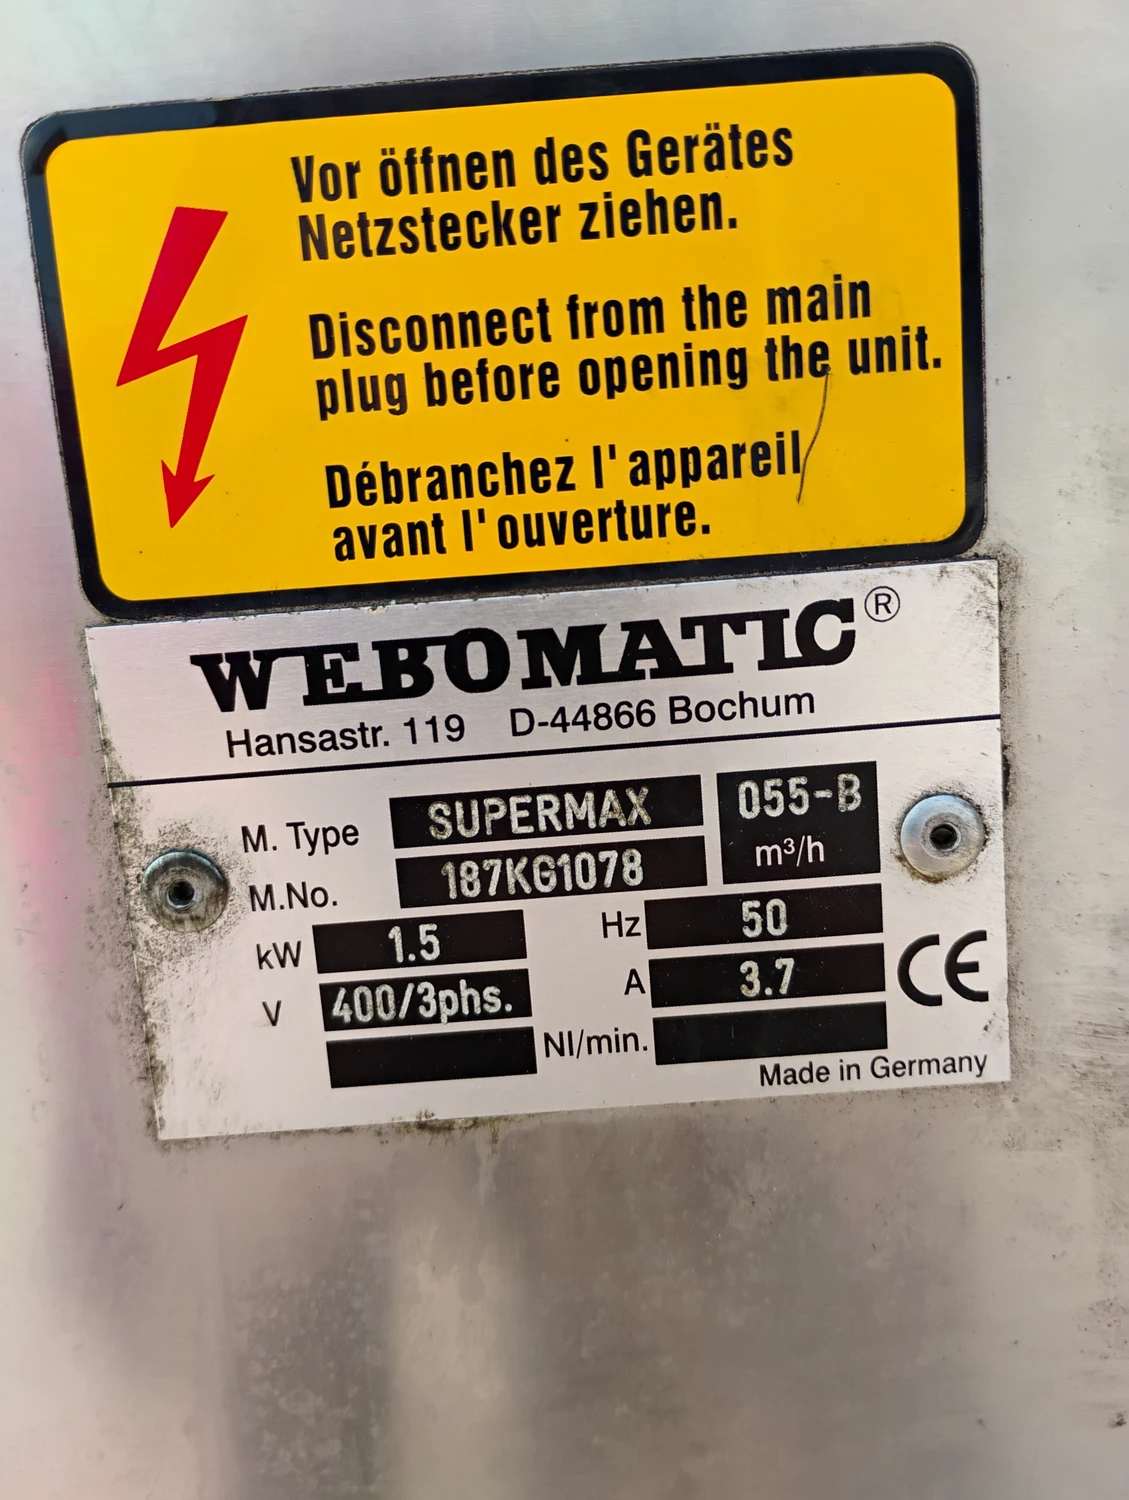 Vor öffnen des Gerätes
Netzstecker ziehen.
Disconnect from the main
plug before opening the unit.
Débranchez l'appareil
avant l'ouverture.
WEBOMATIC®
Hansastr. 119 D-44866 Bochum
M. Type SUPERMAX 055-B
M.No. 187KG1078 m³/h
kW 1.5 Hz 50
V 400/3phs. A 3.7
CE
Nl/min.
Made in Germany